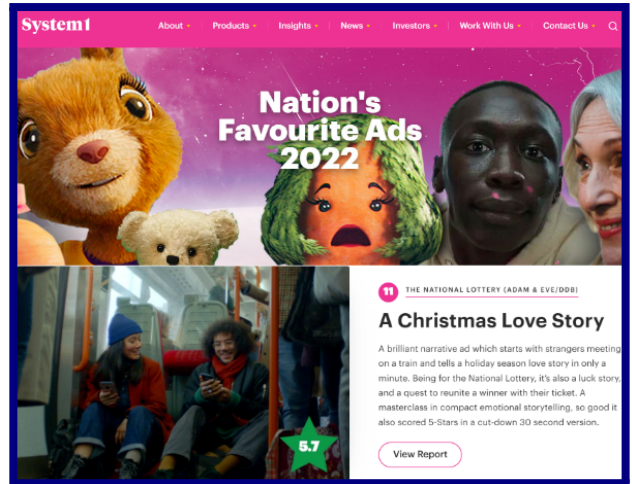 System1
About
Products
Insights
News
Investors
Work With Us
Contact Us
Nation's
Favourite Ads
2022
5.7
11
THE NATIONAL LOTTERY (ADAM & EVE/DDB)
A Christmas Love Story
A brilliant narrative ad which starts with strangers meeting
on a train and tells a holiday season love story in only a
minute. Being for the National Lottery, it's also a luck story,
and a quest to reunite a winner with their ticket. A
masterclass in compact emotional storytelling, so good it
also scored 5-Stars in a cut-down 30 second version.
View Report